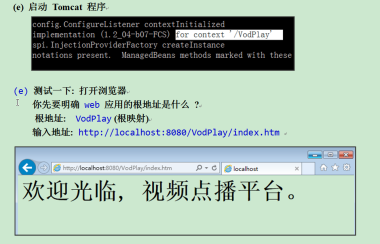 (e) 启动 Tomcat 程序
config.ConfigureListener contextInitialized
implementation (1.2_04-b07-FCS) for context '/VodPlay'
spi.InjectionProviderFactory createInstance
notations present.  ManagedBeans methods marked with these
(e) 测试一下: 打开浏览器
你先要明确 web 应用的根地址是什么 ?
根地址: VodPlay (根映射)
输入地址: http://localhost:8080/VodPlay/index.htm
http://localhost:8080/VodPlay/index.htm localhost
欢迎光临, 视频点播平台。